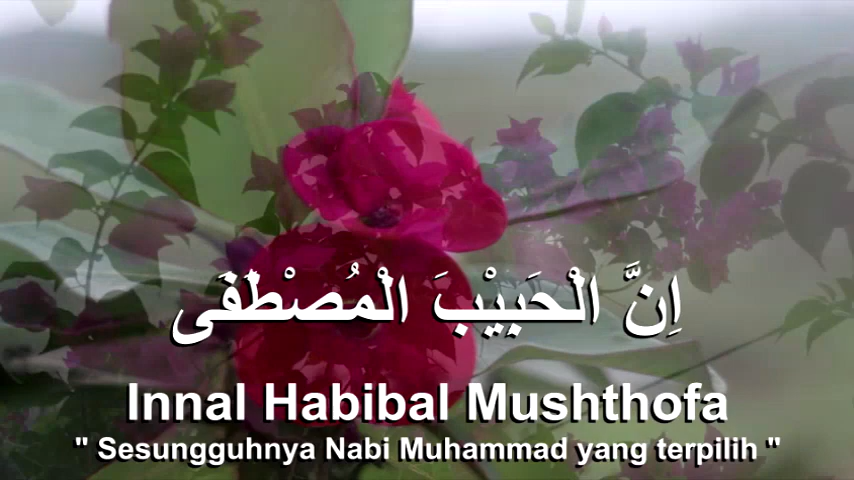 اِنَّ الْحَبِيْبَ الْمُصْطَفَى
Innal Habibal Mushthofa
" Sesungguhnya Nabi Muhammad yang terpilih "